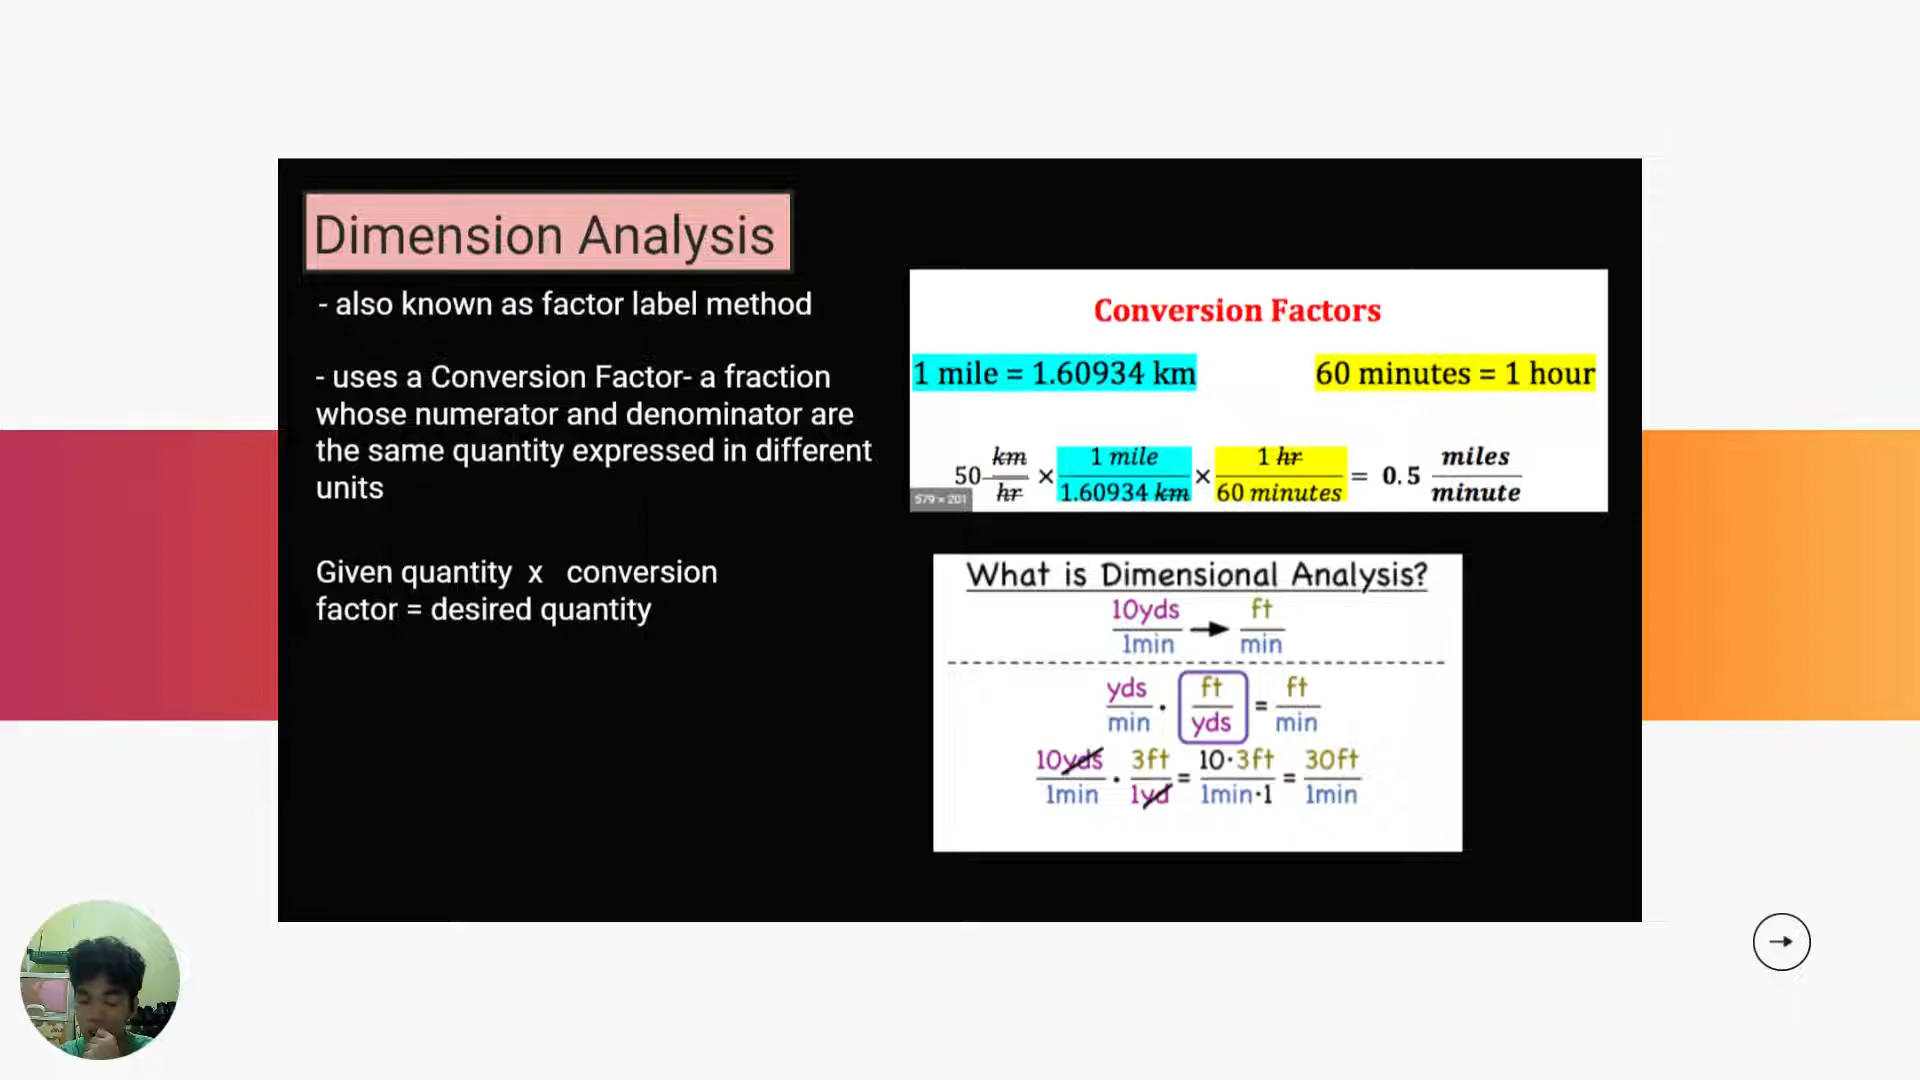 Dimension Analysis
- also known as factor label method
- uses a Conversion Factor- a fraction
whose numerator and denominator are
the same quantity expressed in different
units
Given quantity x conversion
factor = desired quantity
Conversion Factors
1 mile = 1.60934 km
60 minutes = 1 hour
50 km/hr × 1 mile/1.60934 km × 1 hr/60 minutes = 0.5 miles/minute
579 × 201
What is Dimensional Analysis?
10yds/1min → ft/min
yds/min · ft/yds = ft/min
10yds/1min · 3ft/1yd = 10·3ft/1min·1 = 30ft/1min